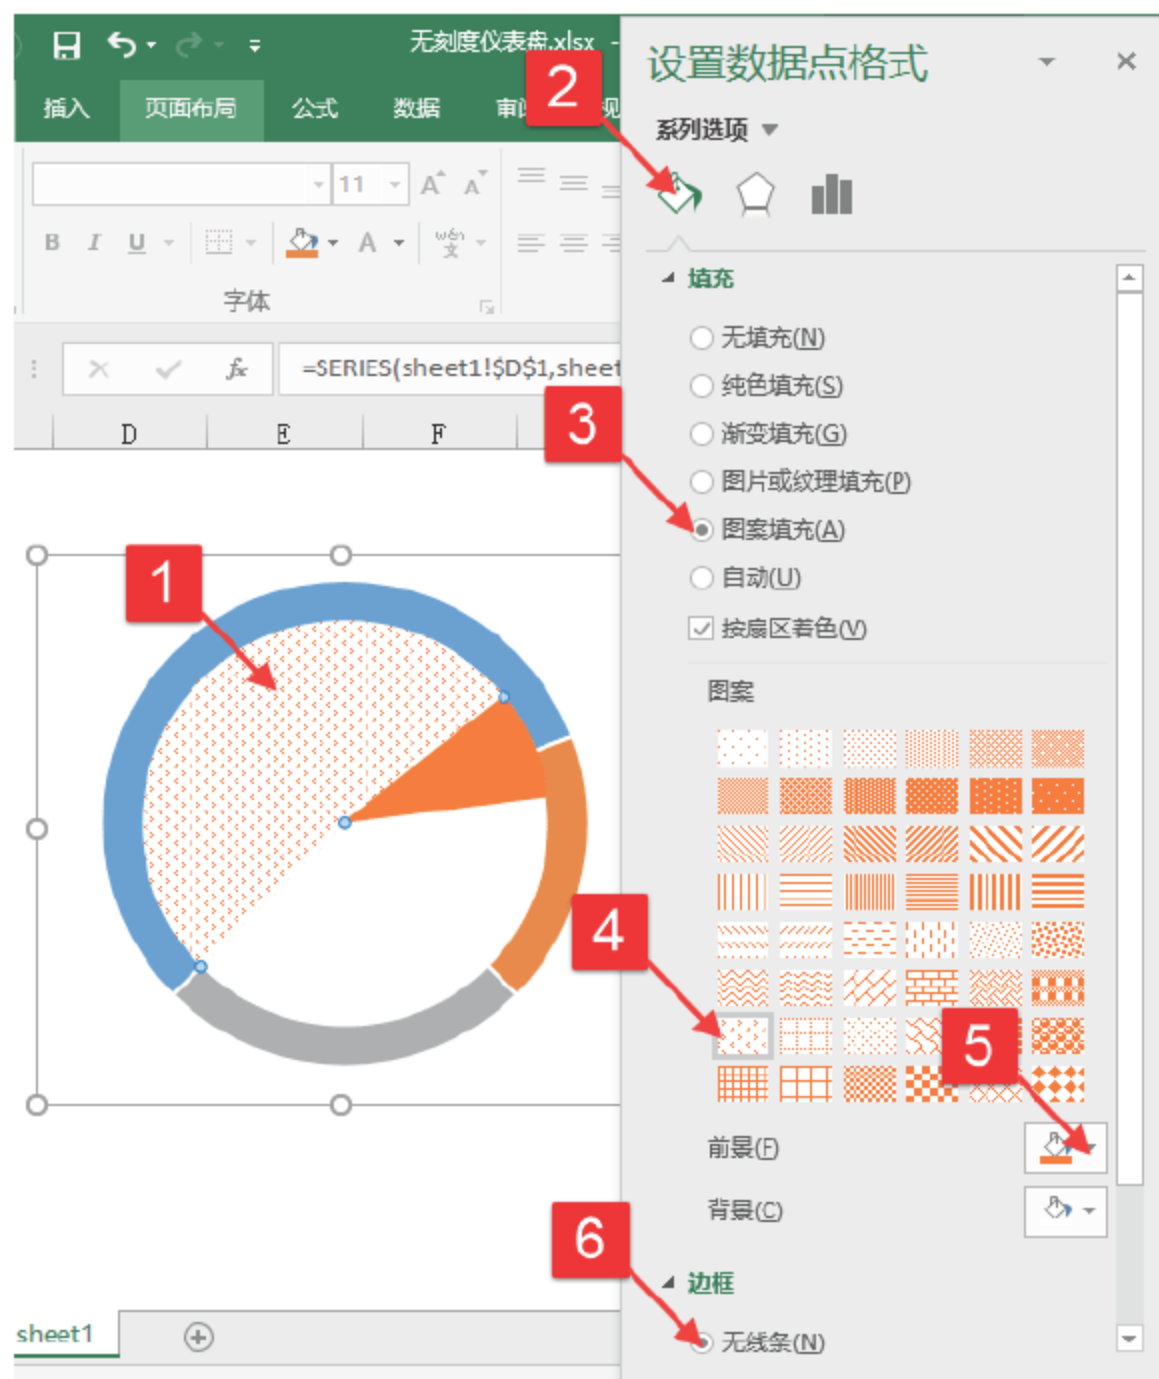 无刻度仪表盘.xlsx -
插入 页面布局 公式 数据 审阅 视
11 A A
B I U A wén 文
字体
fx =SERIES(sheet1!$D$1,sheet
D E F
1
2
3
4
5
6
sheet1
设置数据点格式
系列选项
填充
无填充(N)
纯色填充(S)
渐变填充(G)
图片或纹理填充(P)
图案填充(A)
自动(U)
按扇区着色(V)
图案
前景(F)
背景(C)
边框
无线条(N)